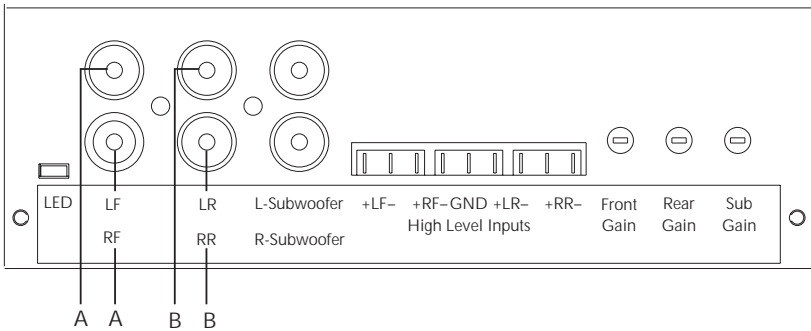 LED LF LR L-Subwoofer +LF– +RF– GND +LR– +RR– Front Rear Sub
High Level Inputs Gain Gain Gain
RF RR R-Subwoofer
A A B B